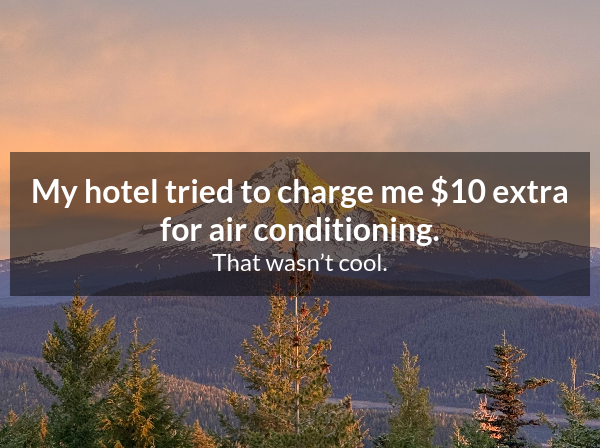 My hotel tried to charge me $10 extra
for air conditioning.
That wasn’t cool.